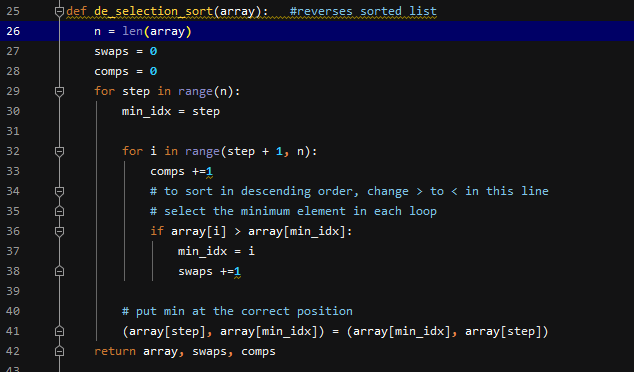 25 def de_selection_sort(array):   #reverses sorted list
26     n = len(array)
27     swaps = 0
28     comps = 0
29     for step in range(n):
30         min_idx = step
31
32         for i in range(step + 1, n):
33             comps +=1
34             # to sort in descending order, change > to < in this line
35             # select the minimum element in each loop
36             if array[i] > array[min_idx]:
37                 min_idx = i
38                 swaps +=1
39
40         # put min at the correct position
41         (array[step], array[min_idx]) = (array[min_idx], array[step])
42     return array, swaps, comps
43